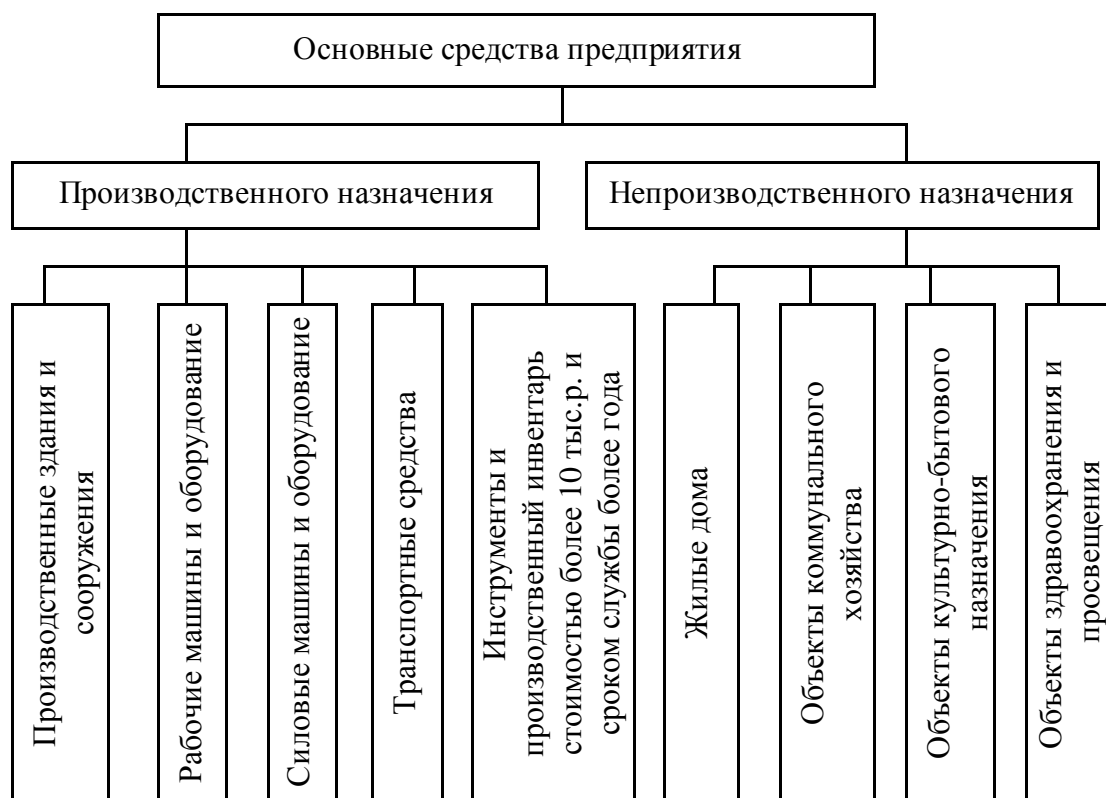 Основные средства предприятия
Производственного назначения
Непроизводственного назначения
Производственные здания и
сооружения
Рабочие машины и оборудование
Силовые машины и оборудование
Транспортные средства
Инструменты и
производственный инвентарь
стоимостью более 10 тыс.р. и
сроком службы более года
Жилые дома
Объекты коммунального
хозяйства
Объекты культурно-бытового
назначения
Объекты здравоохранения и
просвещения